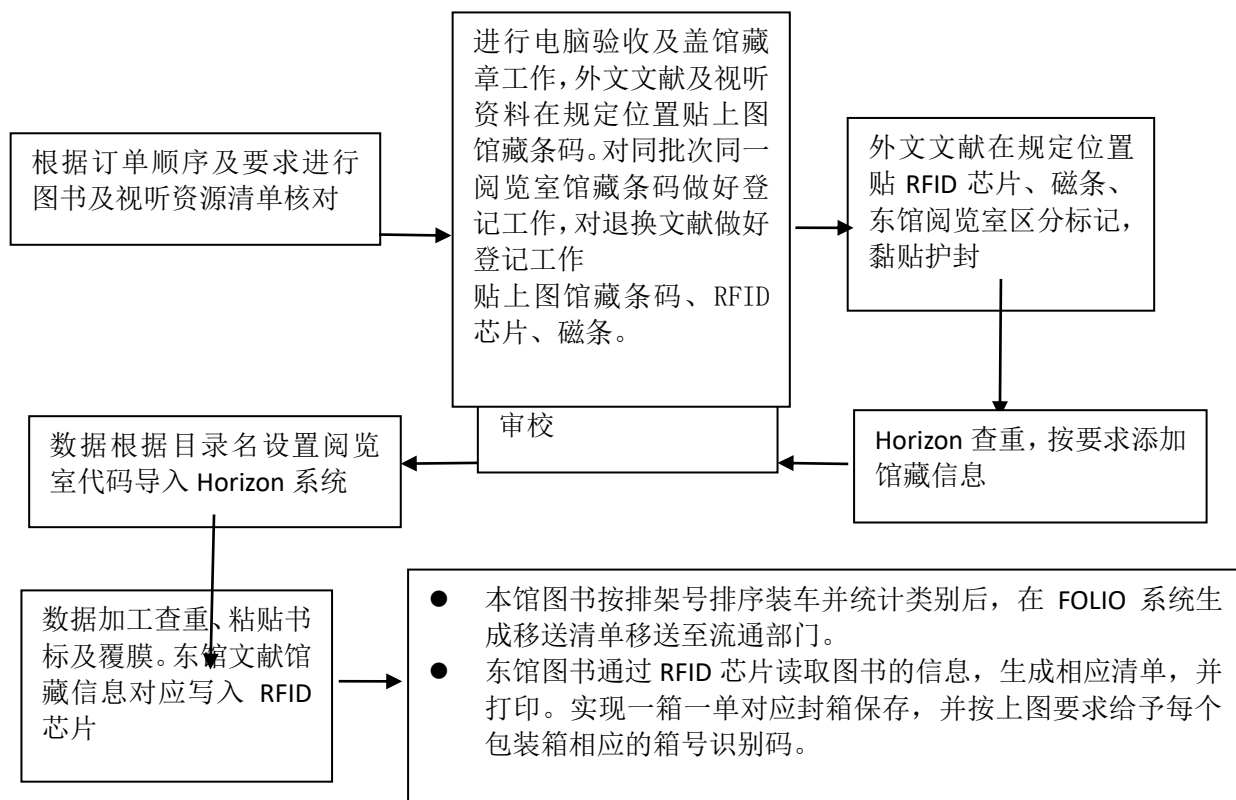 根据订单顺序及要求进行
图书及视听资源清单核对
进行电脑验收及盖馆藏
章工作，外文文献及视听
资料在规定位置贴上图
馆藏条码。对同批次同一
阅览室馆藏条码做好登
记工作，对退换文献做好
登记工作
贴上图馆藏条码、RFID
芯片、磁条。
外文文献在规定位置
贴 RFID 芯片、磁条、
东馆阅览室区分标记，
黏贴护封
Horizon 查重，按要求添加
馆藏信息
审校
数据根据目录名设置阅览
室代码导入 Horizon 系统
数据加工查重、粘贴书
标及覆膜。东馆文献馆
藏信息对应写入 RFID
芯片
● 本馆图书按排架号排序装车并统计类别后，在 FOLIO 系统生
成移送清单移送至流通部门。
● 东馆图书通过 RFID 芯片读取图书的信息，生成相应清单，并
打印。实现一箱一单对应封箱保存，并按上图要求给予每个
包装箱相应的箱号识别码。